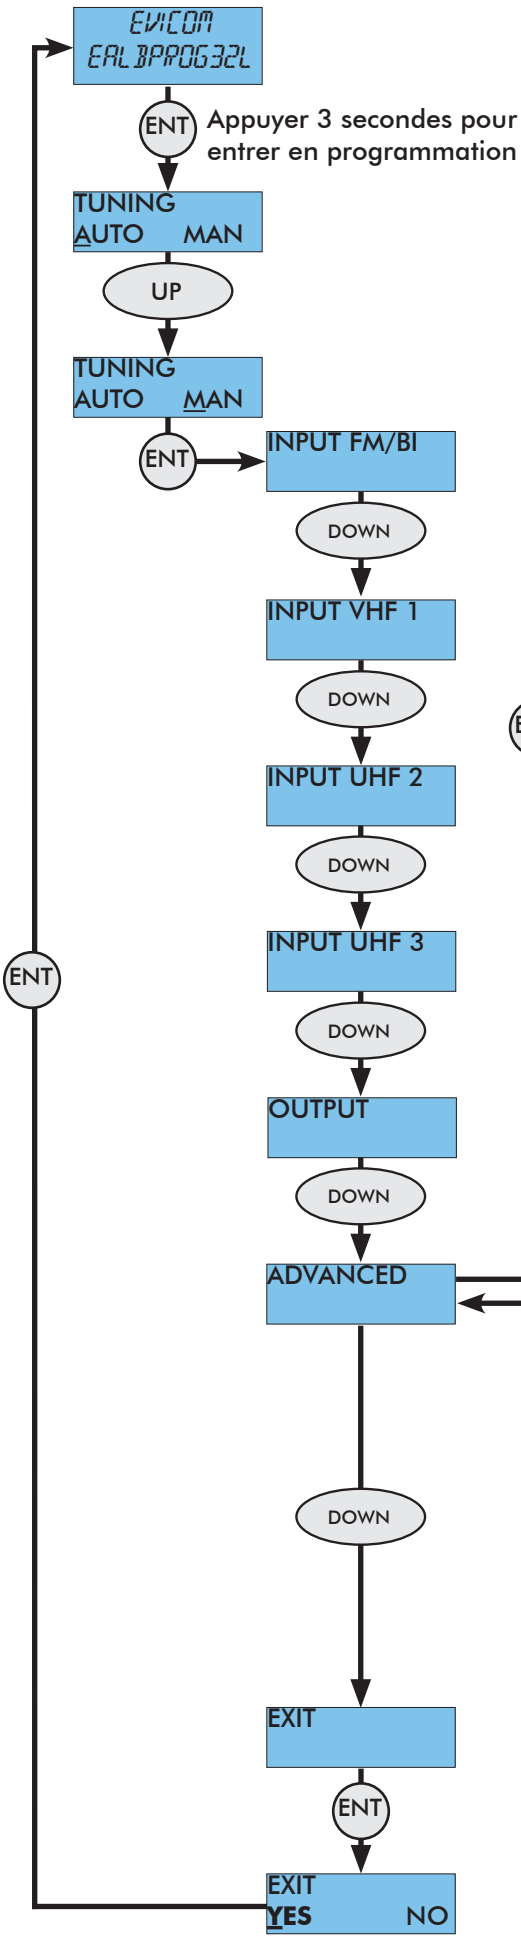 EVICOM
EALBPROG32L
ENT
Appuyer 3 secondes pour
entrer en programmation
TUNING
AUTO MAN
UP
TUNING
AUTO MAN
ENT
INPUT FM/BI
DOWN
INPUT VHF 1
DOWN
INPUT UHF 2
DOWN
INPUT UHF 3
ENT
DOWN
OUTPUT
DOWN
ADVANCED
DOWN
EXIT
ENT
EXIT
YES NO